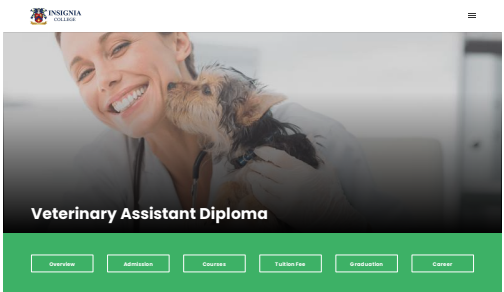 INSIGNIA
COLLEGE
Veterinary Assistant Diploma
Overview
Admission
Courses
Tuition Fee
Graduation
Career